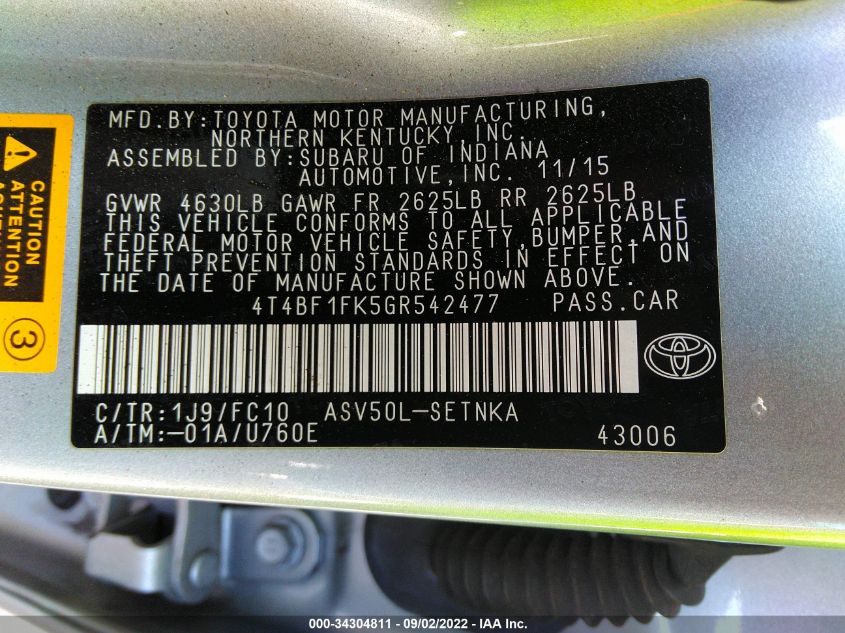 MFD.BY:TOYOTA MOTOR MANUFACTURING,
NORTHERN KENTUCKY, INC.
ASSEMBLED BY:SUBARU OF INDIANA
AUTOMOTIVE,INC. 11/15
GVWR 4630LB GAWR FR 2625LB RR 2625LB
THIS VEHICLE CONFORMS TO ALL APPLICABLE
FEDERAL MOTOR VEHICLE SAFETY,BUMPER,AND
THEFT PREVENTION STANDARDS IN EFFECT ON
THE DATE OF MANUFACTURE SHOWN ABOVE.
4T4BF1FK5GR542477 PASS.CAR
C/TR:1J9/FC10 ASV50L-SETNKA
A/TM:-01A/U760E 43006
CAUTION
3
000-34304811 - 09/02/2022 - IAA Inc.